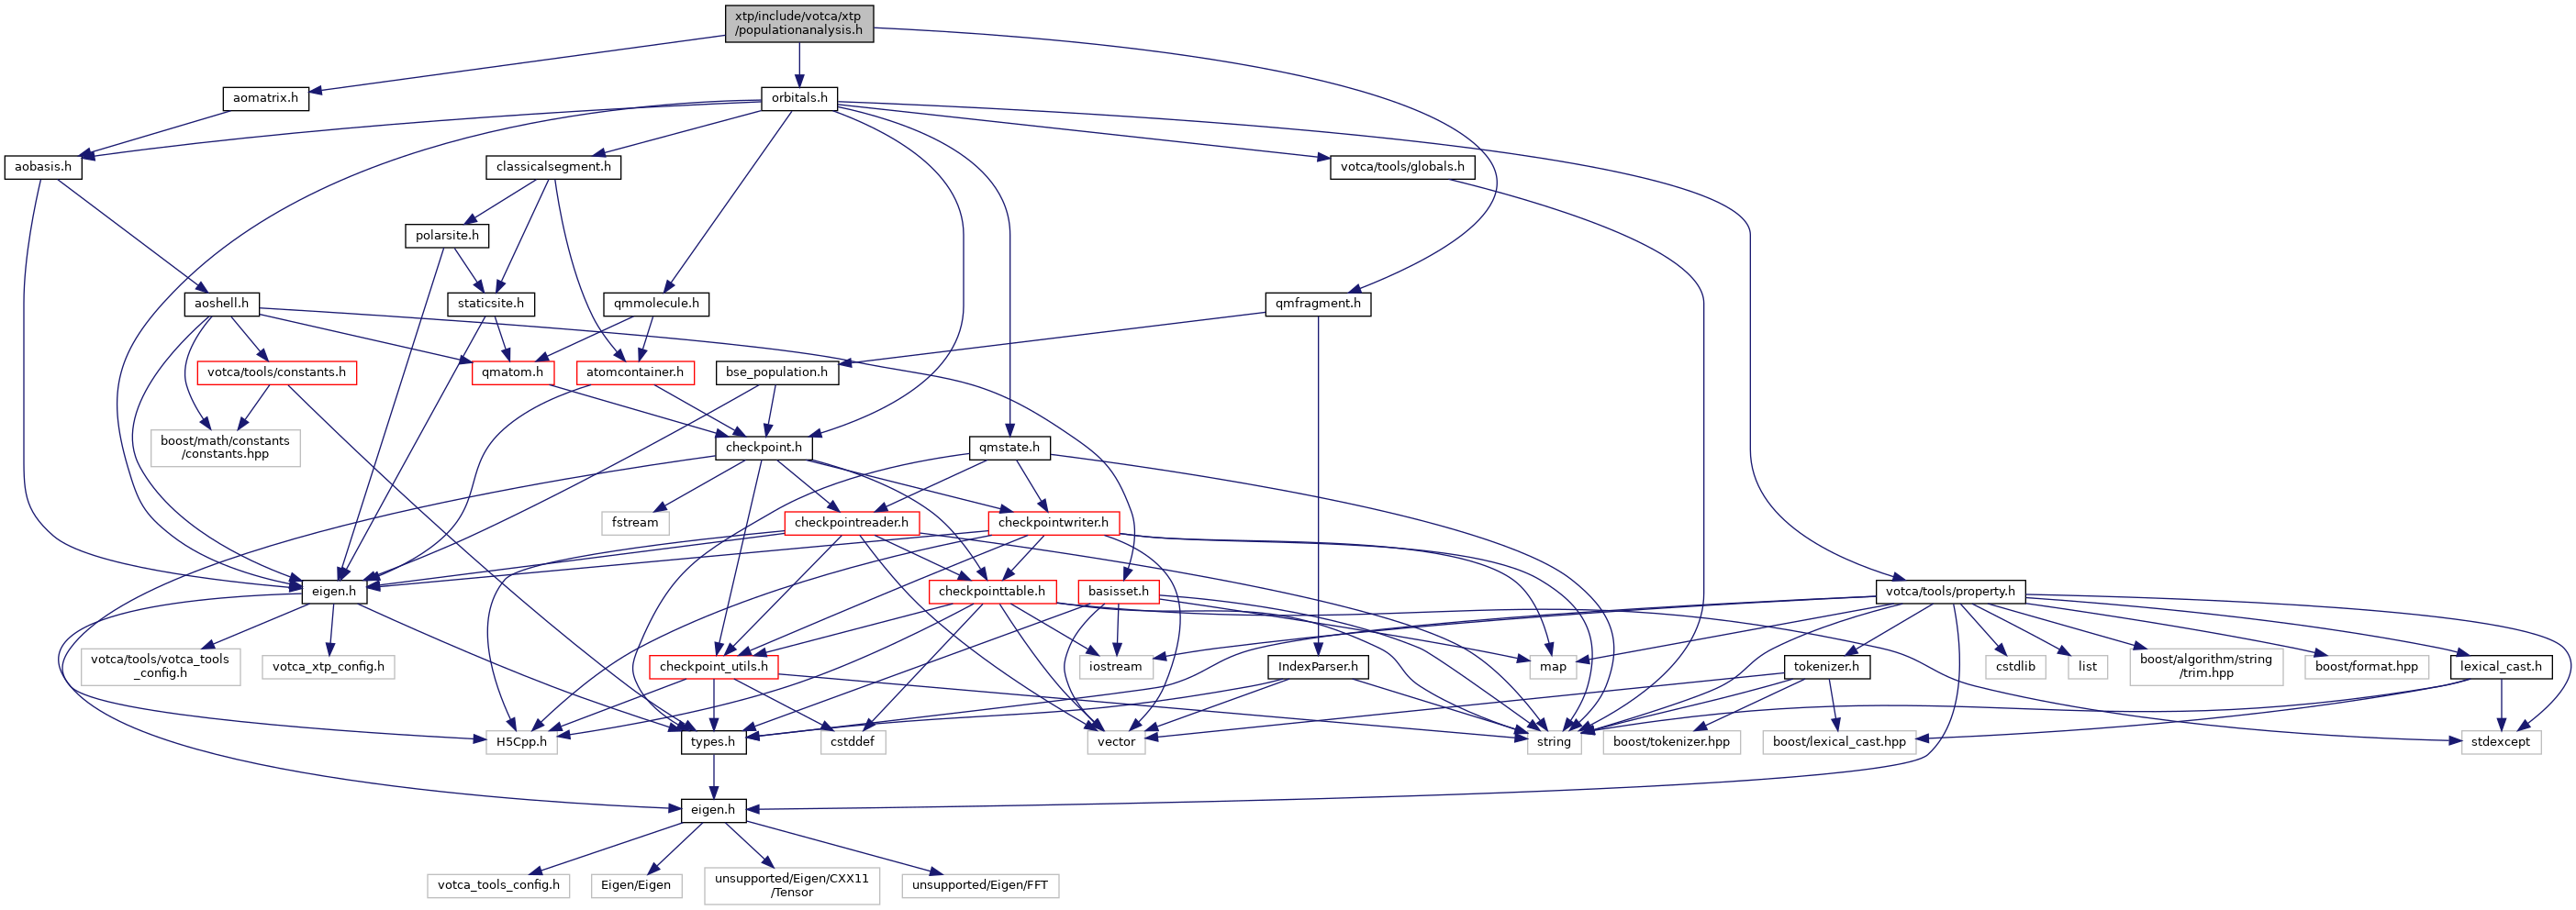 xtp/include/votca/xtp
/populationanalysis.h
aomatrix.h
orbitals.h
aobasis.h
classicalsegment.h
votca/tools/globals.h
polarsite.h
aoshell.h
staticsite.h
qmmolecule.h
qmfragment.h
votca/tools/constants.h
qmatom.h
atomcontainer.h
bse_population.h
boost/math/constants
/constants.hpp
checkpoint.h
qmstate.h
fstream
checkpointreader.h
checkpointwriter.h
eigen.h
checkpointtable.h
basisset.h
votca/tools/property.h
votca/tools/votca_tools
_config.h
votca_xtp_config.h
checkpoint_utils.h
iostream
IndexParser.h
map
tokenizer.h
cstdlib
list
boost/algorithm/string
/trim.hpp
boost/format.hpp
lexical_cast.h
H5Cpp.h
types.h
cstddef
vector
string
boost/tokenizer.hpp
boost/lexical_cast.hpp
stdexcept
eigen.h
votca_tools_config.h
Eigen/Eigen
unsupported/Eigen/CXX11
/Tensor
unsupported/Eigen/FFT